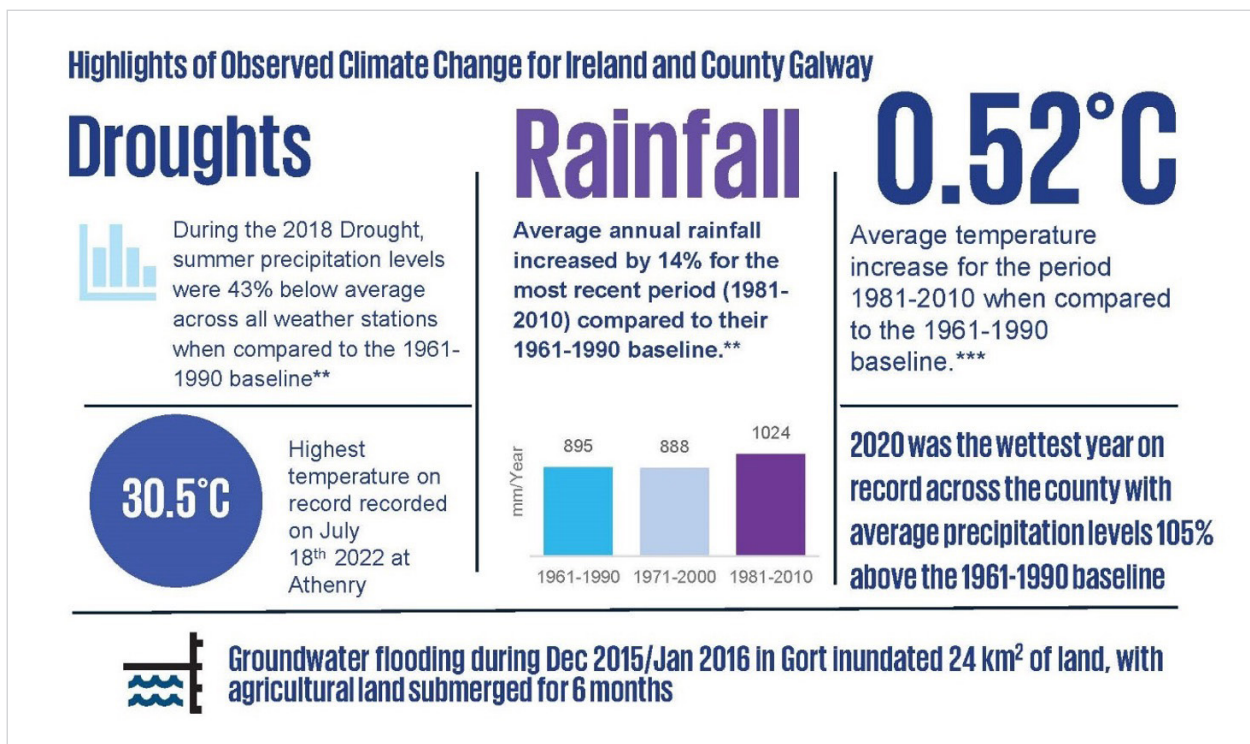 Highlights of Observed Climate Change for Ireland and County Galway
Droughts
During the 2018 Drought,
summer precipitation levels
were 43% below average
across all weather stations
when compared to the 1961-
1990 baseline**
30.5°C
Highest
temperature on
record recorded
on July
18th 2022 at
Athenry
Rainfall
Average annual rainfall
increased by 14% for the
most recent period (1981-
2010) compared to their
1961-1990 baseline.**
mm/Year
895
888
1024
1961-1990
1971-2000
1981-2010
0.52°C
Average temperature
increase for the period
1981-2010 when compared
to the 1961-1990
baseline.***
2020 was the wettest year on
record across the county with
average precipitation levels 105%
above the 1961-1990 baseline
Groundwater flooding during Dec 2015/Jan 2016 in Gort inundated 24 km² of land, with
agricultural land submerged for 6 months